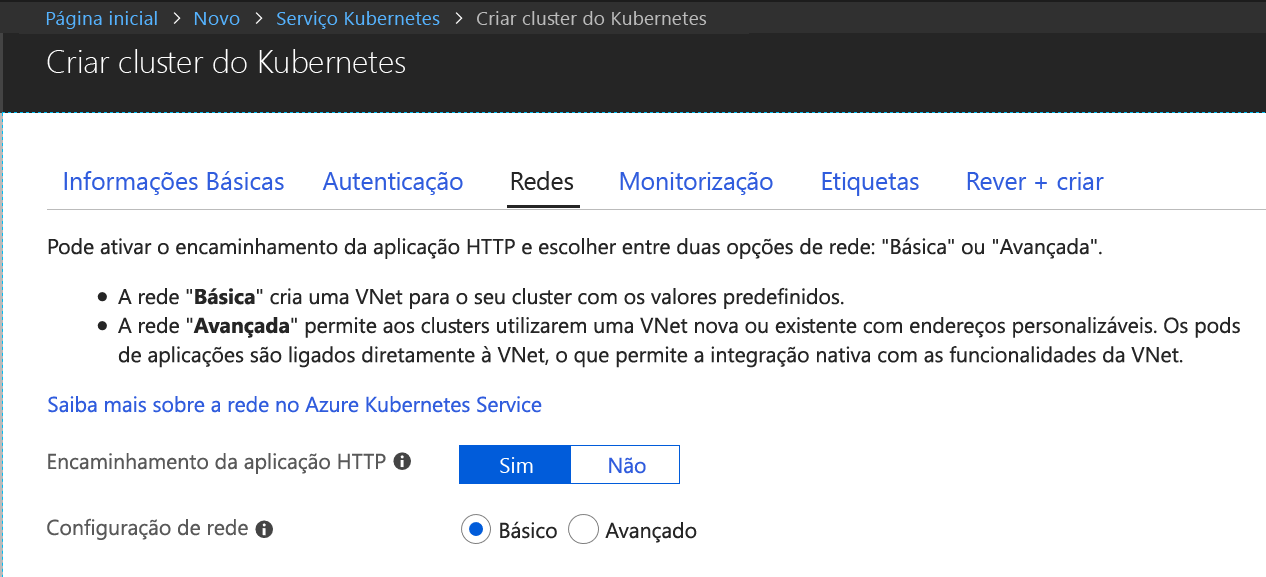 Página inicial > Novo > Serviço Kubernetes > Criar cluster do Kubernetes
Criar cluster do Kubernetes
Informações Básicas Autenticação Redes Monitorização Etiquetas Rever + criar
Pode ativar o encaminhamento da aplicação HTTP e escolher entre duas opções de rede: "Básica" ou "Avançada".
• A rede "Básica" cria uma VNet para o seu cluster com os valores predefinidos.
• A rede "Avançada" permite aos clusters utilizarem uma VNet nova ou existente com endereços personalizáveis. Os pods
de aplicações são ligados diretamente à VNet, o que permite a integração nativa com as funcionalidades da VNet.
Saiba mais sobre a rede no Azure Kubernetes Service
Encaminhamento da aplicação HTTP Sim Não
Configuração de rede Básico Avançado